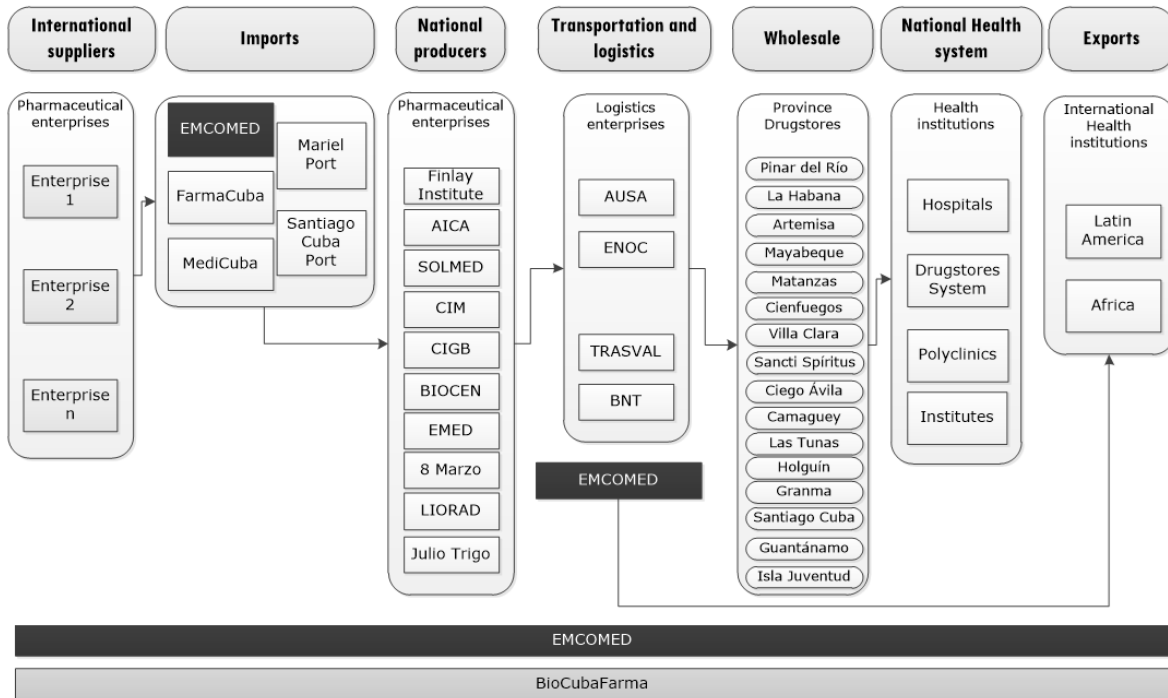 International
suppliers
Imports
National
producers
Transportation and
logistics
Wholesale
National Health
system
Exports
Pharmaceutical
enterprises
Enterprise
1
Enterprise
2
Enterprise
n
EMCOMED
FarmaCuba
MediCuba
Mariel
Port
Santiago
Cuba
Port
Pharmaceutical
enterprises
Finlay
Institute
AICA
SOLMED
CIM
CIGB
BIOCEN
EMED
8 Marzo
LIORAD
Julio Trigo
Logistics
enterprises
AUSA
ENOC
TRASVAL
BNT
EMCOMED
Province
Drugstores
Pinar del Río
La Habana
Artemisa
Mayabeque
Matanzas
Cienfuegos
Villa Clara
Sancti Spíritus
Ciego Ávila
Camaguey
Las Tunas
Holguín
Granma
Santiago Cuba
Guantánamo
Isla Juventud
Health
institutions
Hospitals
Drugstores
System
Polyclinics
Institutes
International
Health
institutions
Latin
America
Africa
EMCOMED
BioCubaFarma